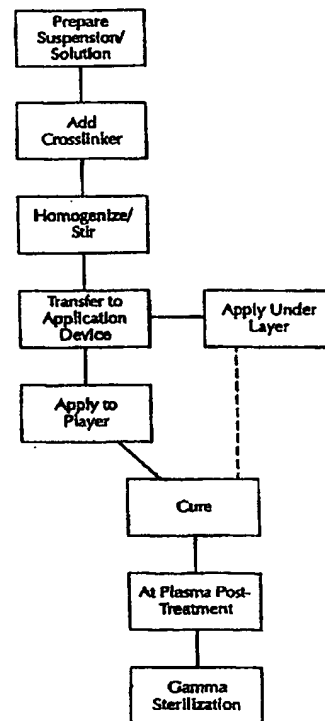 Prepare
Suspension/
Solution
Add
Crosslinker
Homogenize/
Stir
Transfer to
Application
Device
Apply Under
Layer
Apply to
Player
Cure
At Plasma Post-
Treatment
Gamma
Sterilization